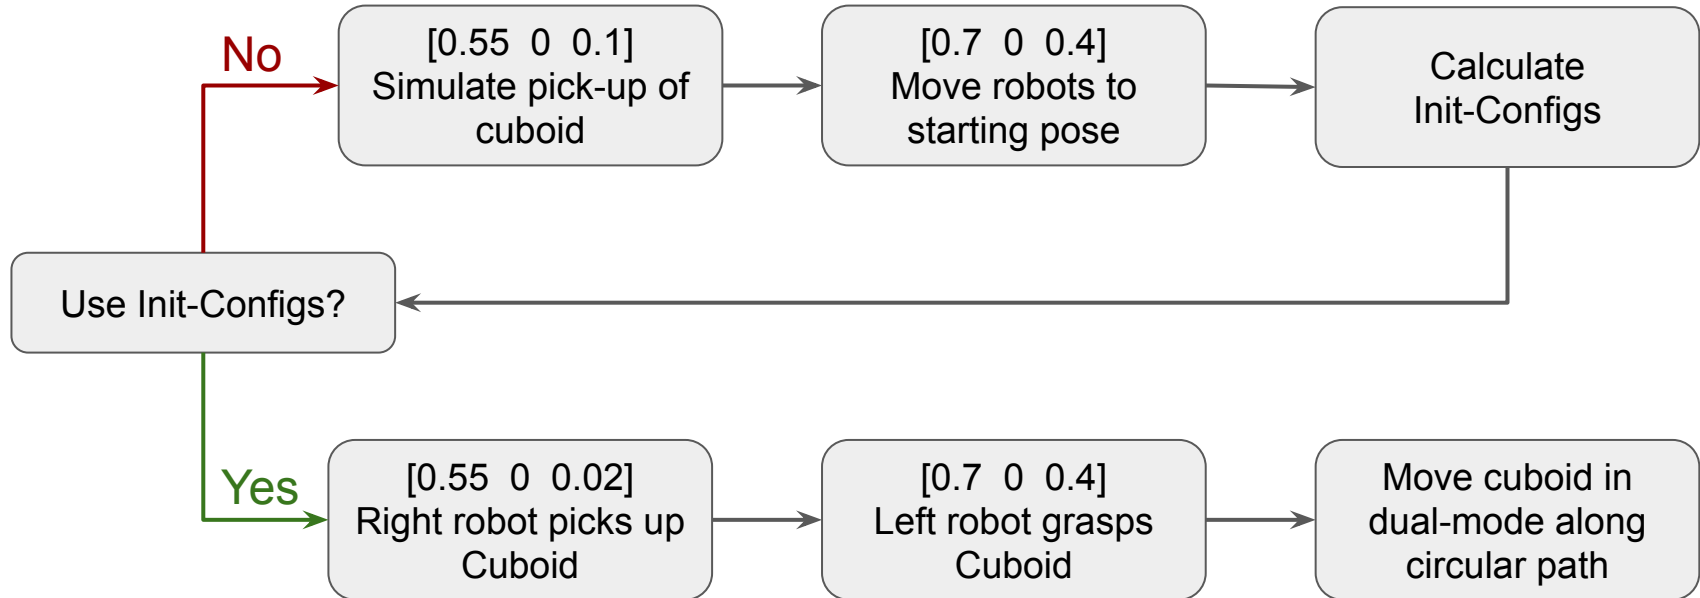 No
[0.55 0 0.1]
Simulate pick-up of
cuboid
[0.7 0 0.4]
Move robots to
starting pose
Calculate
Init-Configs
Use Init-Configs?
Yes
[0.55 0 0.02]
Right robot picks up
Cuboid
[0.7 0 0.4]
Left robot grasps
Cuboid
Move cuboid in
dual-mode along
circular path